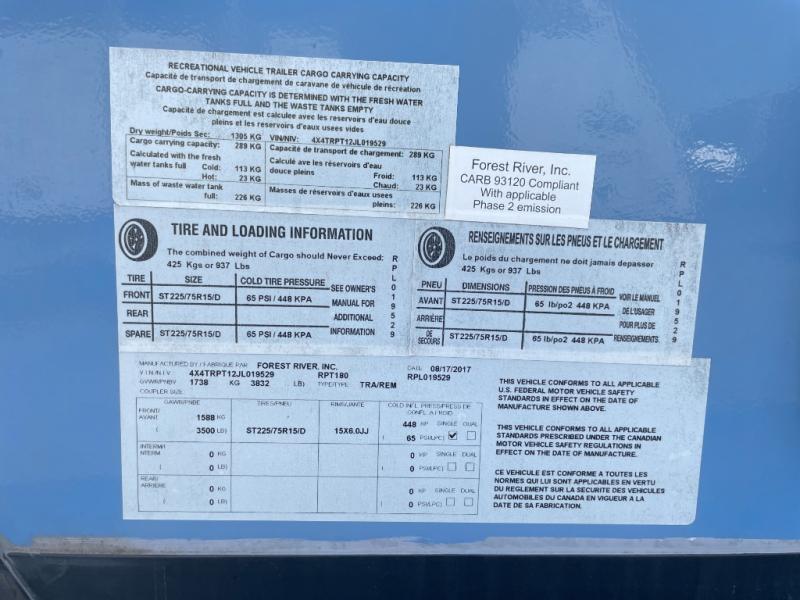 RECREATIONAL VEHICLE TRAILER CARGO CARRYING CAPACITY
Capacité de transport de chargement de caravane de véhicule de récréation
CARGO-CARRYING CAPACITY IS DETERMINED WITH THE FRESH WATER
TANKS FULL AND THE WASTE TANKS EMPTY
Capacité de chargement est calculee avec les reservoirs d'eau douce
pleins et les reservoirs d'eaux usees vides
Dry weight/Poids Sec: 1305 KG VIN/NIV: 4X4TRPT12JL019529
Cargo carrying capacity: 289 KG
Calculated with the fresh
water tanks full Cold: 113 KG
Hot: 23 KG
Mass of waste water tank
full: 226 KG
Capacité de transport de chargement: 289 KG
Calculé ave les réservoirs d'eau
douce pleins Froid: 113 KG
Chaud: 23 KG
Masses de réservoirs d'eaux usees
pleins: 226 KG
Forest River, Inc.
CARB 93120 Compliant
With applicable
Phase 2 emission
TIRE AND LOADING INFORMATION
The combined weight of Cargo should Never Exceed:
425 Kgs or 937 Lbs
TIRE SIZE COLD TIRE PRESSURE
FRONT ST225/75R15/D 65 PSI / 448 KPA
REAR
SPARE ST225/75R15/D 65 PSI / 448 KPA
SEE OWNER'S
MANUAL FOR
ADDITIONAL
INFORMATION
RPL019529
RENSEIGNEMENTS SUR LES PNEUS ET LE CHARGEMENT
Le poids du chargement ne doit jamais depasser
425 Kgs or 937 Lbs
PNEU DIMENSIONS PRESSION DES PNEUS À FROID
AVANT ST225/75R15/D 65 lb/po2 448 KPA
ARRIÉRE
DE
SECOURS ST225/75R15/D 65 lb/po2 448 KPA
VOIR LE MANUEL
DE L'USAGER
POUR PLUS DE
RENSEIGNEMENTS.
RPL019529
MANUFACTURED BY / FABRIQUE PAR FOREST RIVER, INC. DATE 08/17/2017
V.I.N./N.I.V. 4X4TRPT12JL019529 RPT180 RPL019529
GVWR/PNBV 1738 KG 3832 LB) TYPE/TYPE TRA/REM
COUPLER SIZE:
GAWR/PNBE TIRES/PNEU RIMS/JANTE COLD INFL. PRESS/PRESS DE
GONFL. A FROID
FRONT/
AVANT 1588 KG 448 KP SINGLE DUAL
( 3500 LB) ST225/75R15/D 15X6.0JJ ( 65 PSI/LPC)
INTERM/I
NTERM 0 KG 0 KP SINGLE DUAL
( 0 LB) ( 0 PSI/LPC)
REAR/
ARRIERE 0 KG 0 KP SINGLE DUAL
( 0 LB) ( 0 PSI/LPC)
THIS VEHICLE CONFORMS TO ALL APPLICABLE
U.S. FEDERAL MOTOR VEHICLE SAFETY
STANDARDS IN EFFECT ON THE DATE OF
MANUFACTURE SHOWN ABOVE.
THIS VEHICLE CONFORMS TO ALL APPLICABLE
STANDARDS PRESCRIBED UNDER THE CANADIAN
MOTOR VEHICLE SAFETY REGULATIONS IN
EFFECT ON THE DATE OF MANUFACTURE.
CE VEHICULE EST CONFORME A TOUTES LES
NORMES QUI LUI SONT APPLICABLES EN VERTU
DU REGLEMENT SUR LA SECURITE DES VEHICULES
AUTOMOBILES DU CANADA EN VIGUEUR A LA
DATE DE SA FABRICATION.